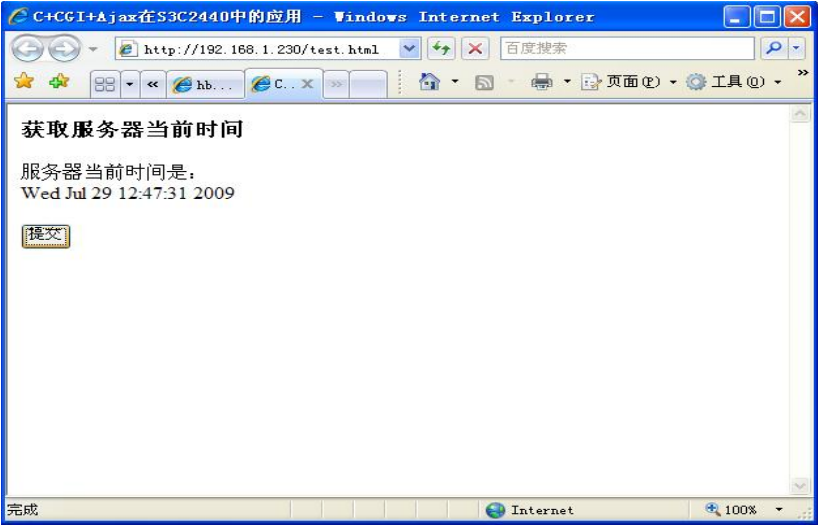 C+CGI+Ajax在S3C2440中的应用 - Windows Internet Explorer
http://192.168.1.230/test.html
百度搜索
hb...
C...
页面(P)
工具(O)
获取服务器当前时间
服务器当前时间是：
Wed Jul 29 12:47:31 2009
提交
完成
Internet
100%